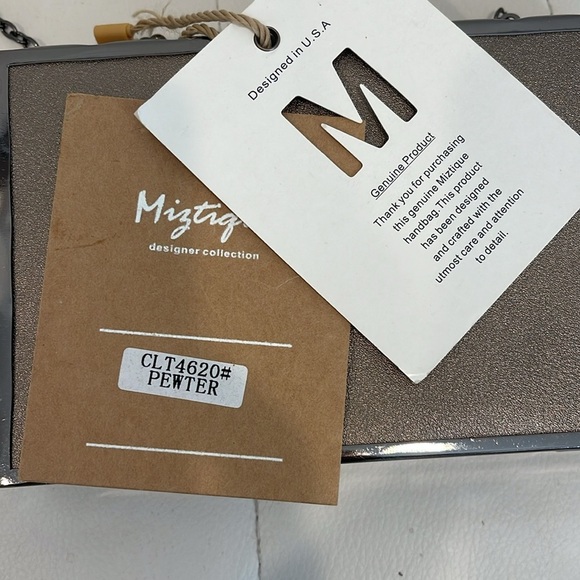 Designed in U.S.A
M
Genuine Product
Thank you for purchasing
this genuine Miztique
handbag. This product
has been designed
and crafted with the
utmost care and attention
to detail.
designer collection
CLT4620#
PEWTER